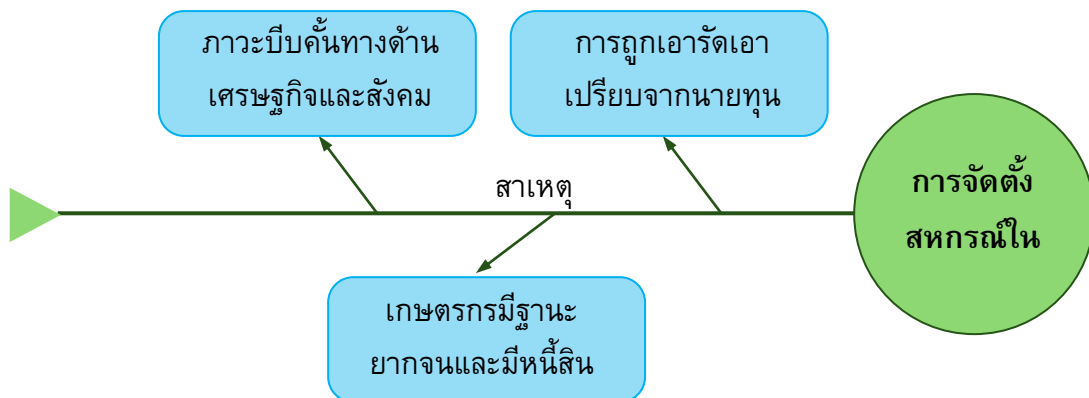 ภาวะบีบคั้นทางด้าน
เศรษฐกิจและสังคม
การถูกเอารัดเอา
เปรียบจากนายทุน
สาเหตุ
การจัดตั้ง
สหกรณ์ใน
เกษตรกรมีฐานะ
ยากจนและมีหนี้สิน